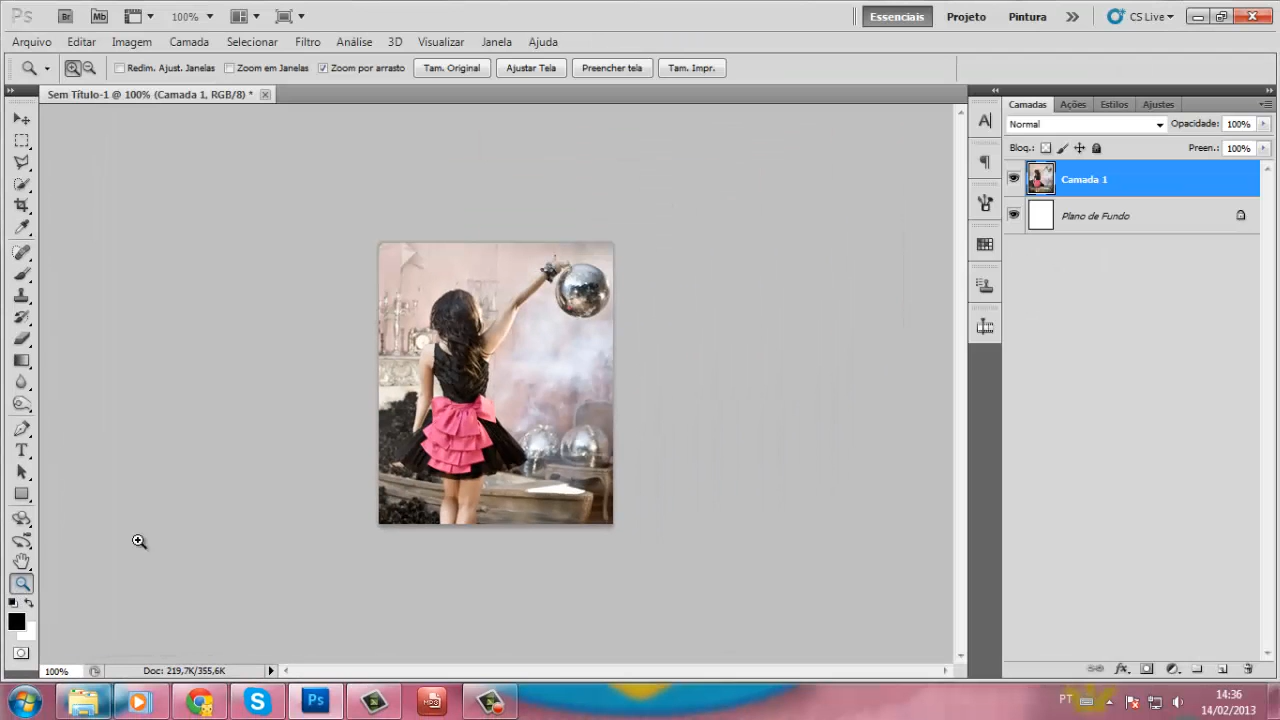 Ps Br Mb 100% Essenciais Projeto Pintura CS Live
Arquivo Editar Imagem Camada Selecionar Filtro Análise 3D Visualizar Janela Ajuda
Redim. Ajust. Janelas Zoom em Janelas Zoom por arrasto Tam. Original Ajustar Tela Preencher tela Tam. Impr.
Sem Título-1 @ 100% (Camada 1, RGB/8) *
Camadas Ações Estilos Ajustes
Normal Opacidade: 100%
Bloq.: Preen.: 100%
Camada 1
Plano de Fundo
100% Doc: 219,7K/355,6K
PT 14:36
14/02/2013